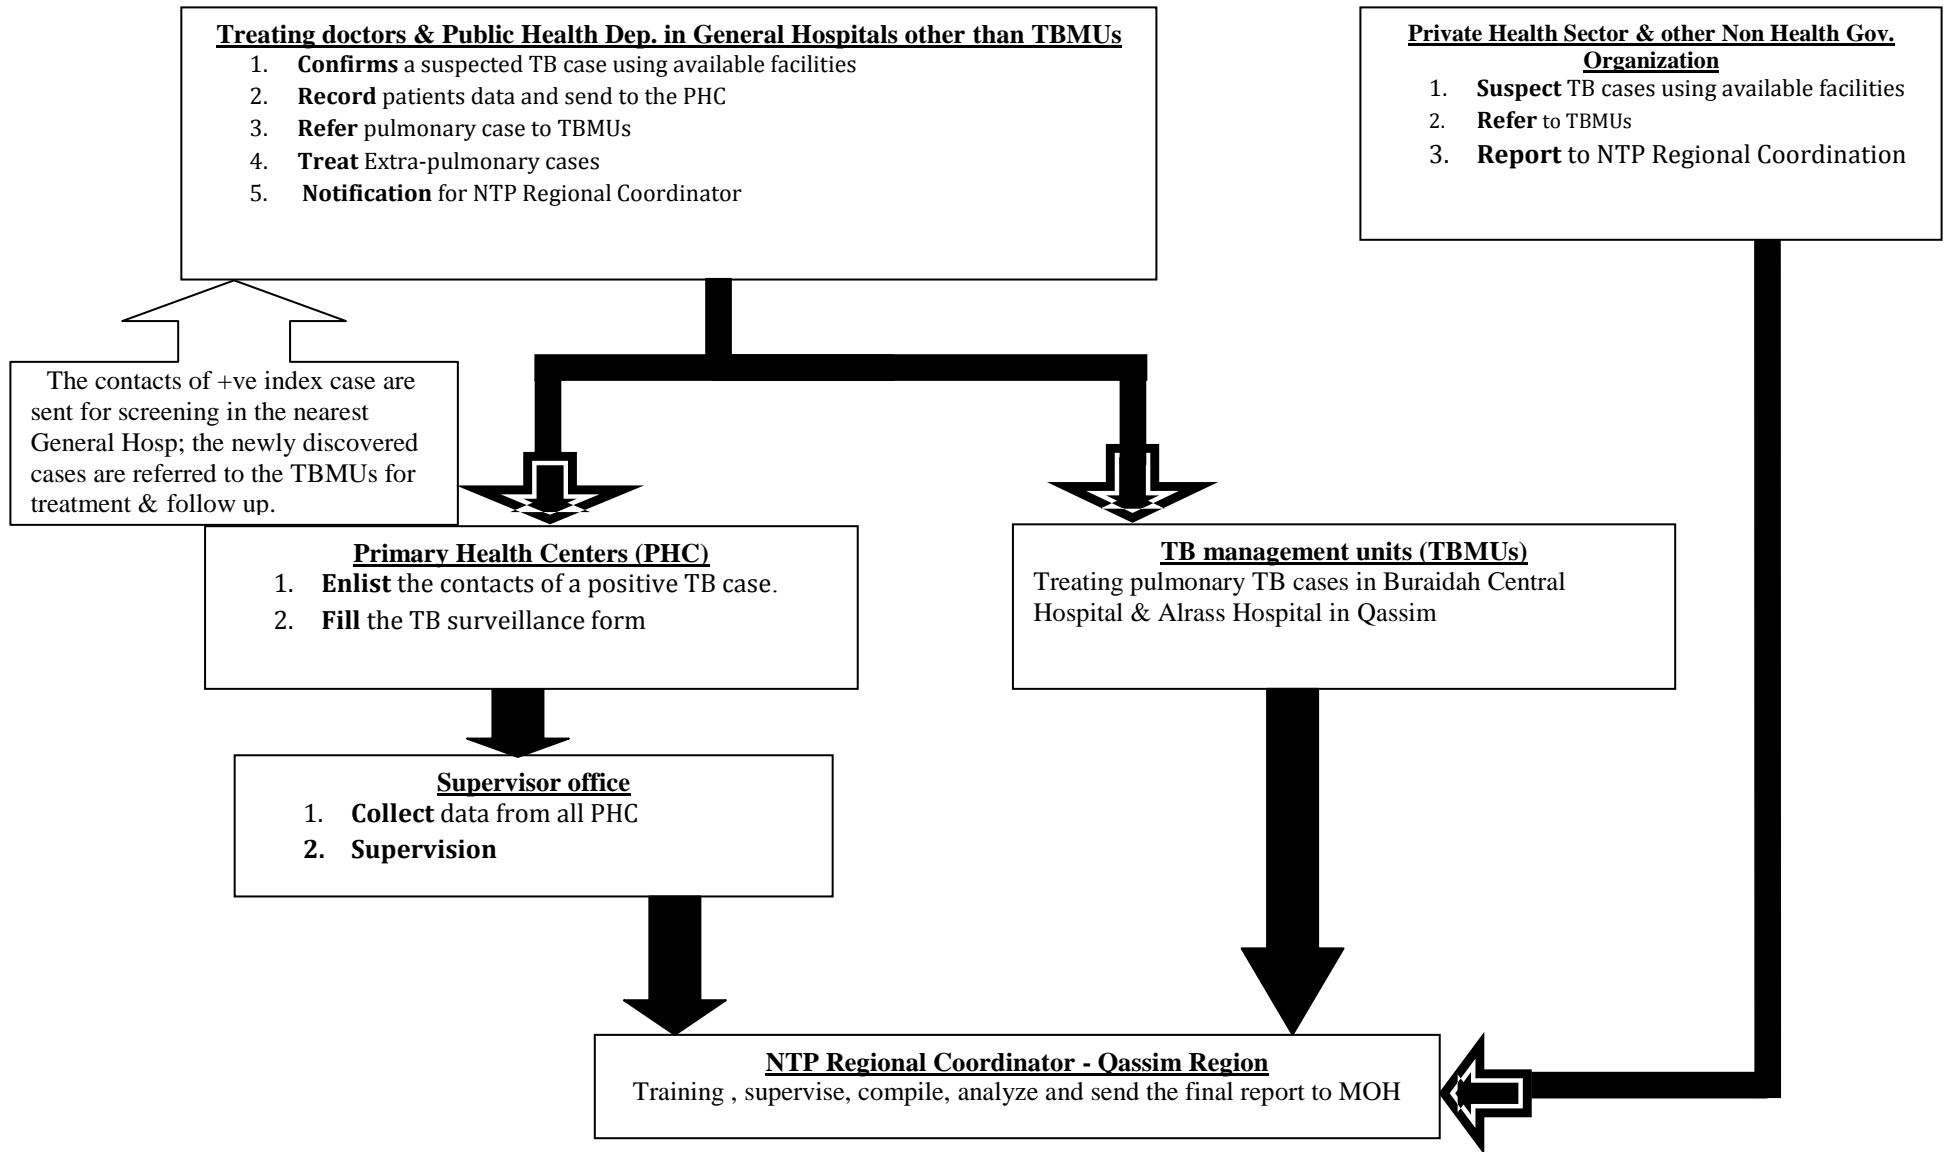 Treating doctors & Public Health Dep. in General Hospitals other than TBMUs
1. Confirms a suspected TB case using available facilities
2. Record patients data and send to the PHC
3. Refer pulmonary case to TBMUs
4. Treat Extra-pulmonary cases
5. Notification for NTP Regional Coordinator
Private Health Sector & other Non Health Gov.
Organization
1. Suspect TB cases using available facilities
2. Refer to TBMUs
3. Report to NTP Regional Coordination
The contacts of +ve index case are
sent for screening in the nearest
General Hosp; the newly discovered
cases are referred to the TBMUs for
treatment & follow up.
Primary Health Centers (PHC)
1. Enlist the contacts of a positive TB case.
2. Fill the TB surveillance form
TB management units (TBMUs)
Treating pulmonary TB cases in Buraidah Central
Hospital & Alrass Hospital in Qassim
Supervisor office
1. Collect data from all PHC
2. Supervision
NTP Regional Coordinator - Qassim Region
Training , supervise, compile, analyze and send the final report to MOH